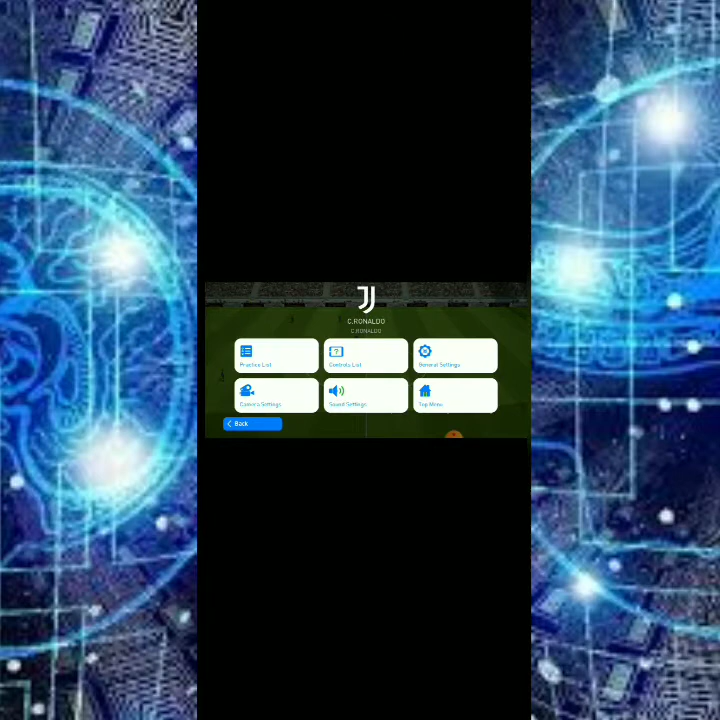 C.RONALDO
C.RONALDO
Practice List
Controls List
General Settings
Camera Settings
Sound Settings
Top Menu
Back